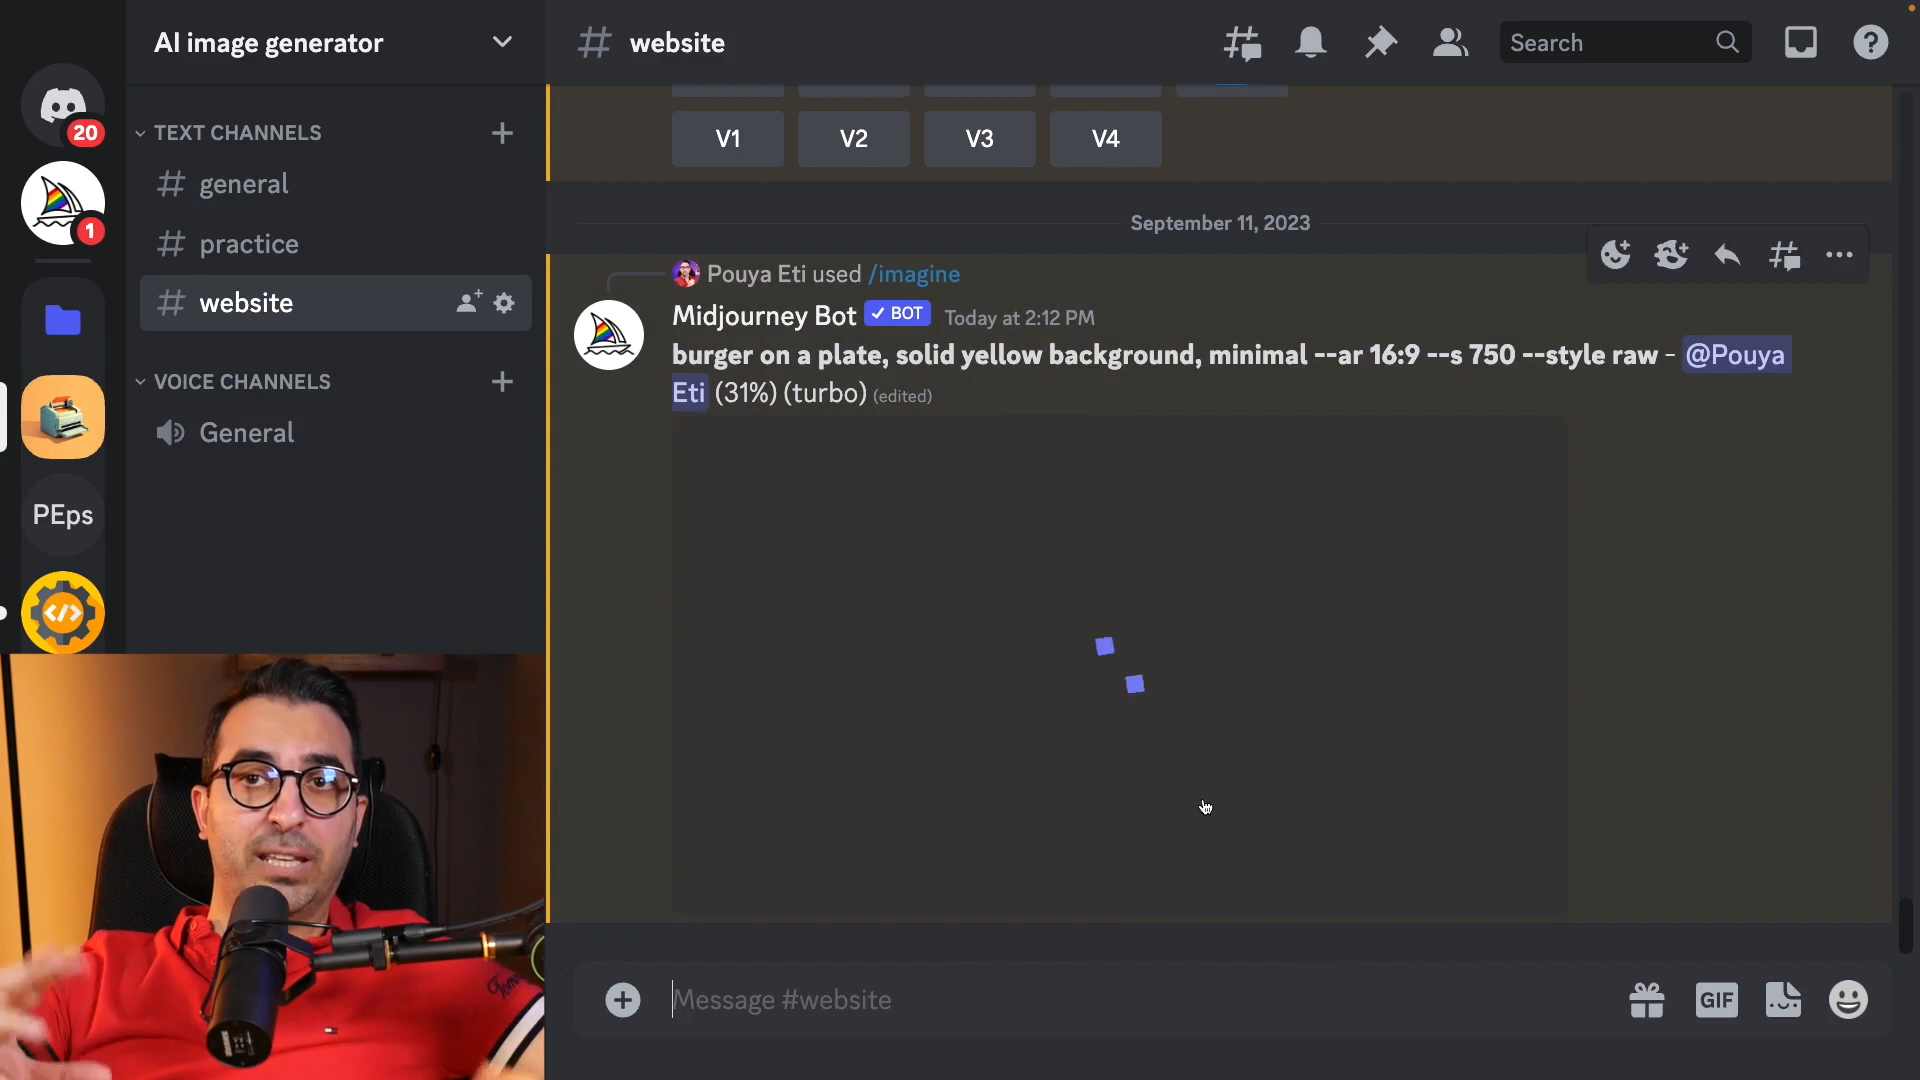 AI image generator
20
1
PEps
TEXT CHANNELS
general
practice
website
VOICE CHANNELS
General
website
Search
V1 V2 V3 V4
September 11, 2023
Pouya Eti used /imagine
Midjourney Bot ✓ BOT Today at 2:12 PM
burger on a plate, solid yellow background, minimal --ar 16:9 --s 750 --style raw - @Pouya
Eti (31%) (turbo) (edited)
Message #website
GIF